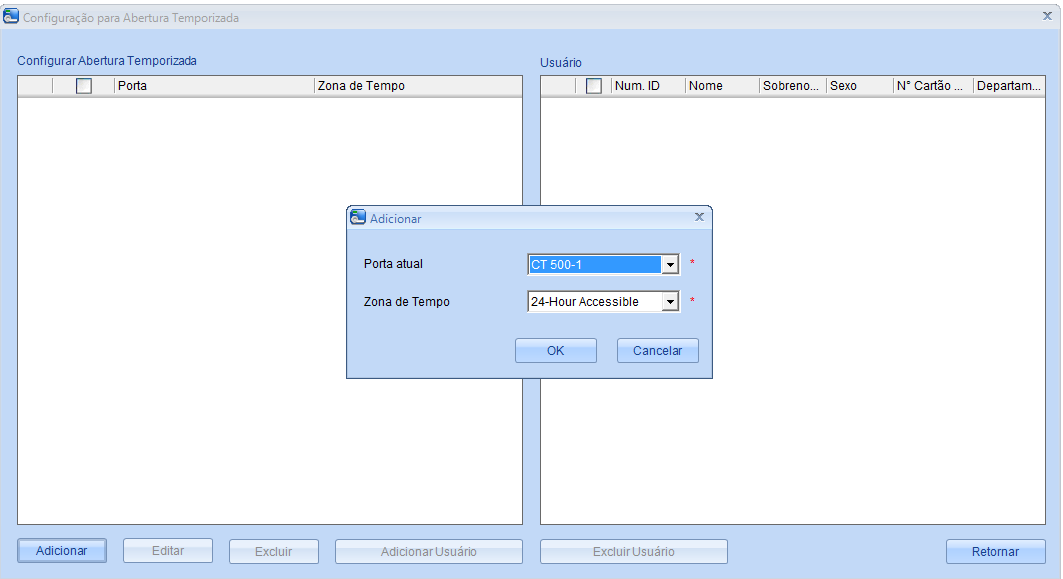 Configuração para Abertura Temporizada
Configurar Abertura Temporizada
Usuário
Porta Zona de Tempo
Num. ID Nome Sobreno... Sexo N° Cartão ... Departam...
Adicionar
Porta atual CT 500-1 *
Zona de Tempo 24-Hour Accessible *
OK Cancelar
Adicionar Editar Excluir Adicionar Usuário Excluir Usuário Retornar